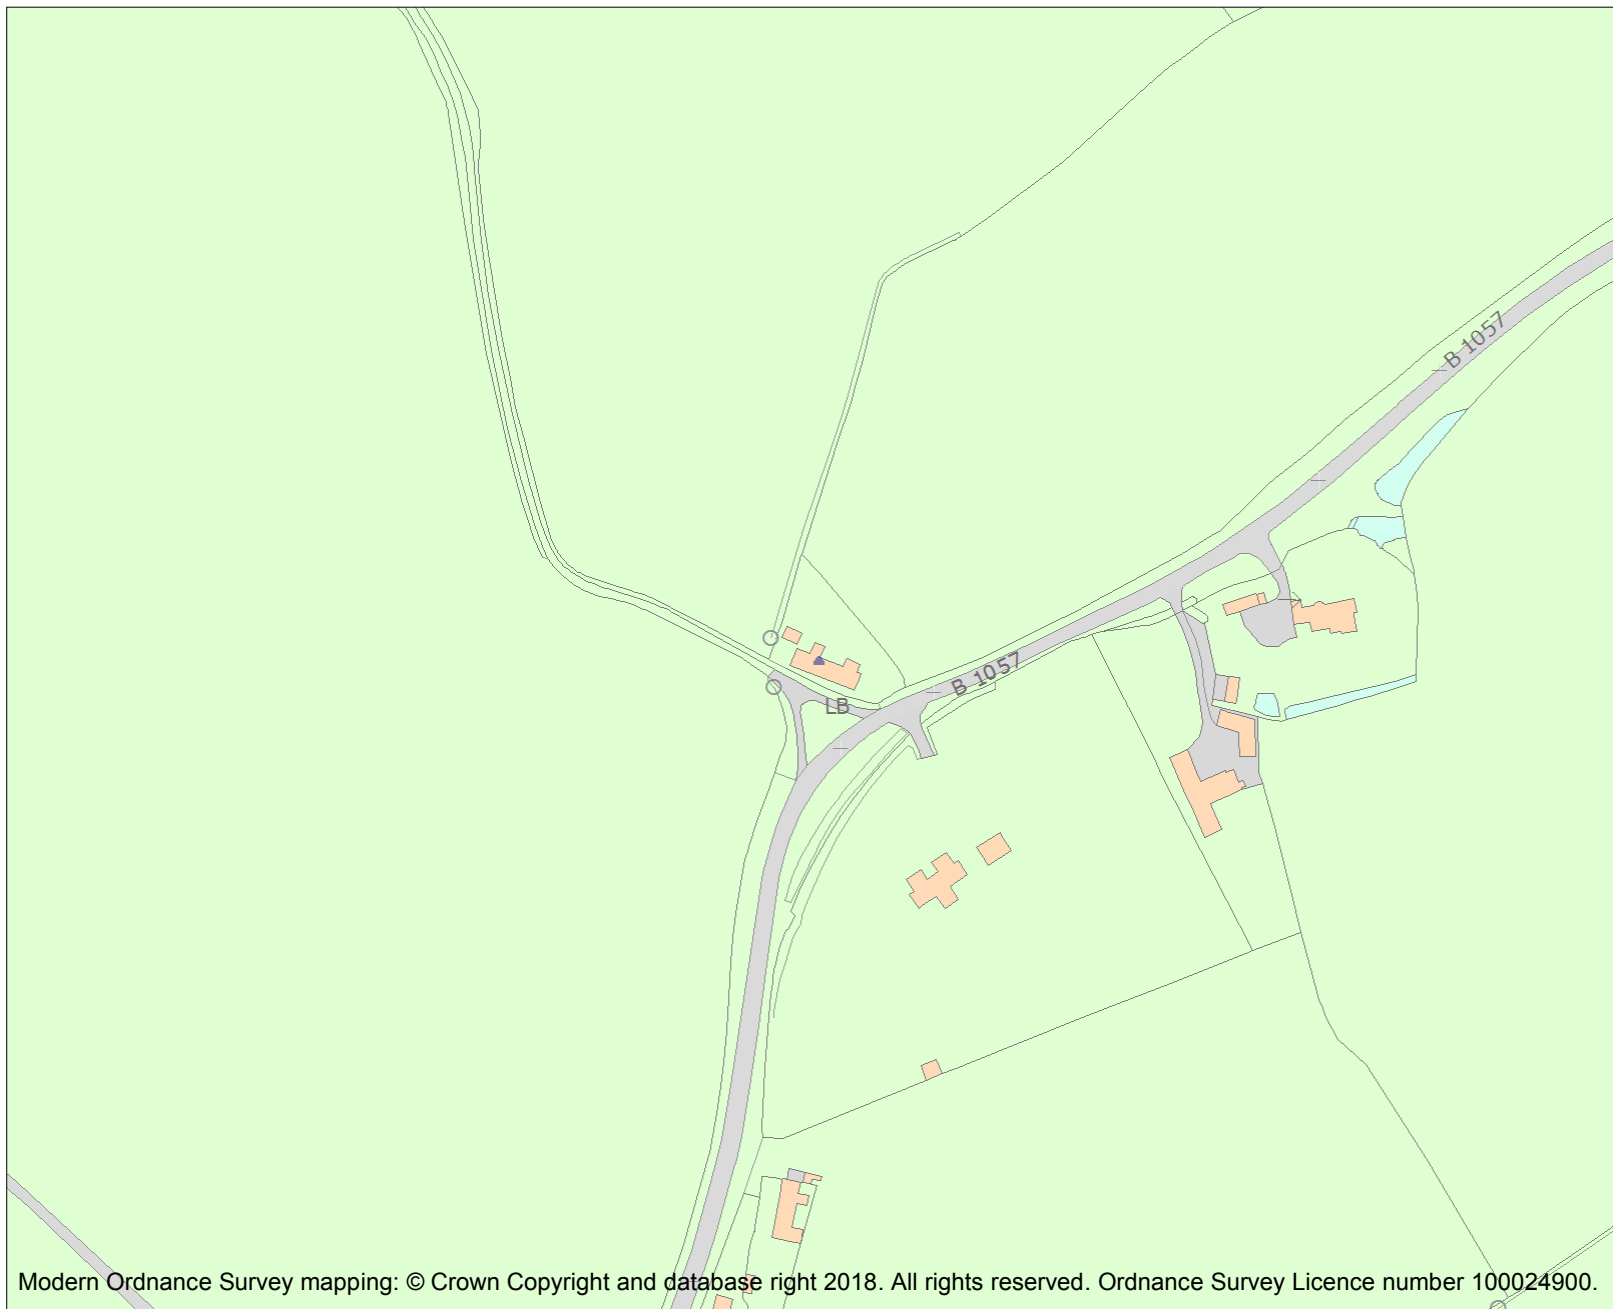 B 1057
B 1057
LB
Modern Ordnance Survey mapping: © Crown Copyright and database right 2018. All rights reserved. Ordnance Survey Licence number 100024900.